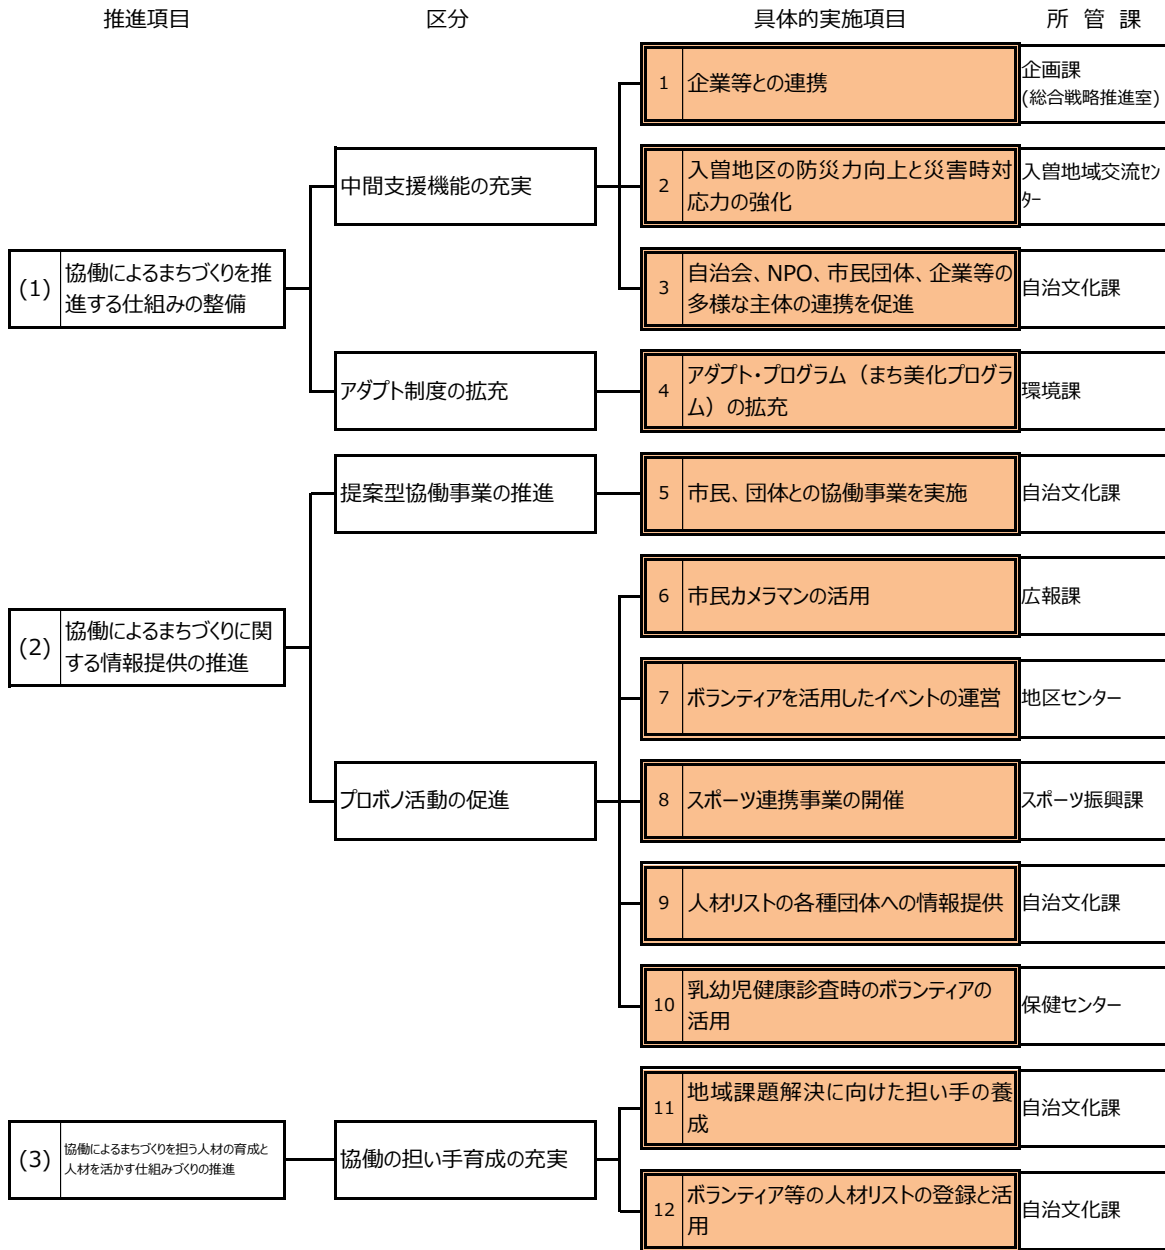 推進項目 区分 具体的実施項目 所管課
1 企業等との連携
企画課
(総合戦略推進室)
中間支援機能の充実
2 入曽地区の防災力向上と災害時対
応力の強化
入曽地域交流セン
ター
(1) 協働によるまちづくりを推
進する仕組みの整備
3 自治会、NPO、市民団体、企業等の
多様な主体の連携を促進
自治文化課
アダプト制度の拡充
4 アダプト・プログラム（まち美化プログラ
ム）の拡充
環境課
提案型協働事業の推進
5 市民、団体との協働事業を実施
自治文化課
6 市民カメラマンの活用
広報課
(2) 協働によるまちづくりに関
する情報提供の推進
7 ボランティアを活用したイベントの運営
地区センター
プロボノ活動の促進
8 スポーツ連携事業の開催
スポーツ振興課
9 人材リストの各種団体への情報提供
自治文化課
10 乳幼児健康診査時のボランティアの
活用
保健センター
11 地域課題解決に向けた担い手の養
成
自治文化課
(3) 協働によるまちづくりを担う人材の育成と
人材を活かす仕組みづくりの推進
協働の担い手育成の充実
12 ボランティア等の人材リストの登録と活
用
自治文化課